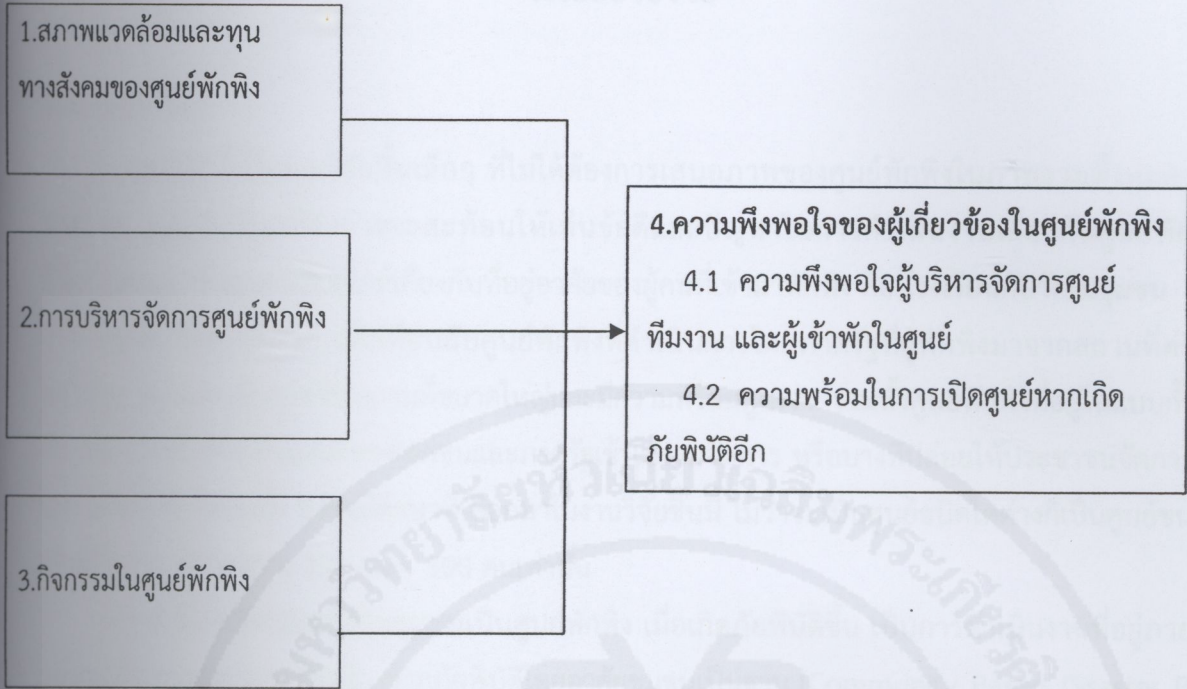 1.สภาพแวดล้อมและทุน
ทางสังคมของศูนย์พักพิง
2.การบริหารจัดการศูนย์พักพิง
3.กิจกรรมในศูนย์พักพิง
4.ความพึงพอใจของผู้เกี่ยวข้องในศูนย์พักพิง
4.1 ความพึงพอใจผู้บริหารจัดการศูนย์
ทีมงาน และผู้เข้าพักในศูนย์
4.2 ความพร้อมในการเปิดศูนย์หากเกิด
ภัยพิบัติอีก